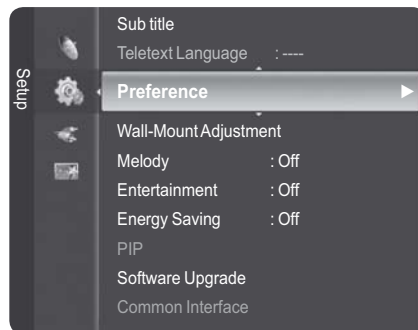 Setup
Sub title
Teletext Language : ----
Preference
Wall-Mount Adjustment
Melody : Off
Entertainment : Off
Energy Saving : Off
PIP
Software Upgrade
Common Interface